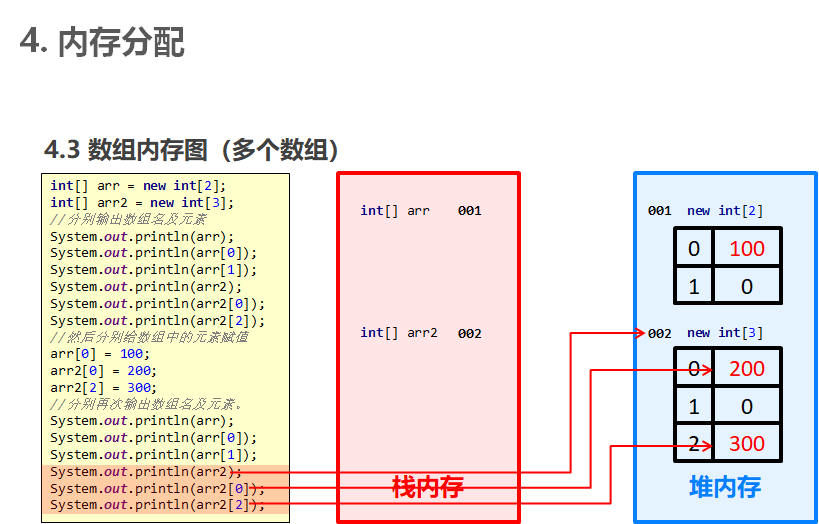 4. 内存分配
4.3 数组内存图（多个数组）
int[] arr = new int[2];
int[] arr2 = new int[3];
//分别输出数组名及元素
System.out.println(arr);
System.out.println(arr[0]);
System.out.println(arr[1]);
System.out.println(arr2);
System.out.println(arr2[0]);
System.out.println(arr2[2]);
//然后分别给数组中的元素赋值
arr[0] = 100;
arr2[0] = 200;
arr2[2] = 300;
//分别再次输出数组名及元素。
System.out.println(arr);
System.out.println(arr[0]);
System.out.println(arr[1]);
System.out.println(arr2);
System.out.println(arr2[0]);
System.out.println(arr2[2]);
int[] arr 001
int[] arr2 002
栈内存
001 new int[2]
0 100
1 0
002 new int[3]
0 200
1 0
2 300
堆内存